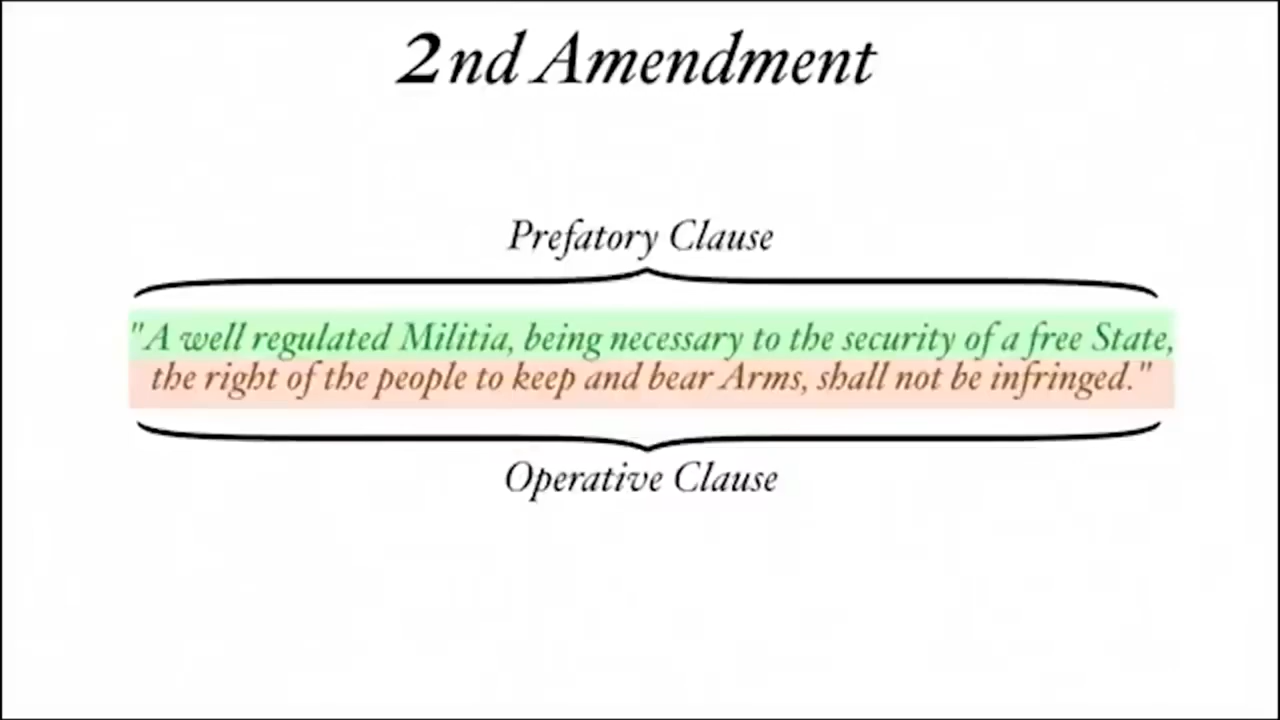 2nd Amendment
Prefatory Clause
"A well regulated Militia, being necessary to the security of a free State,
the right of the people to keep and bear Arms, shall not be infringed."
Operative Clause